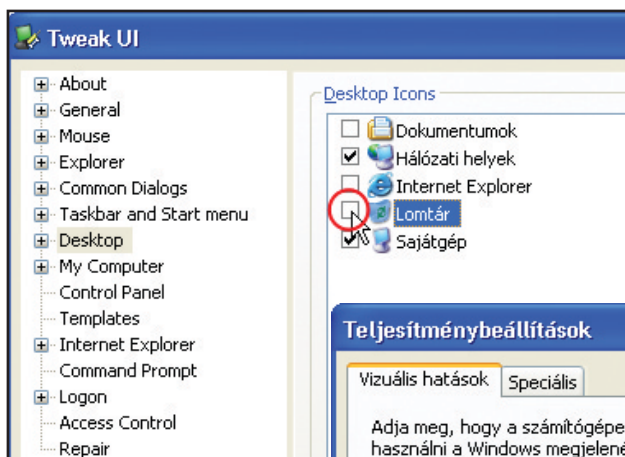 Tweak UI
About
General
Mouse
Explorer
Common Dialogs
Taskbar and Start menu
Desktop
My Computer
Control Panel
Templates
Internet Explorer
Command Prompt
Logon
Access Control
Repair
Desktop Icons
Dokumentumok
Hálózati helyek
Internet Explorer
Lomtár
Sajátgép
Teljesítménybeállítások
Vizuális hatások
Speciális
Adja meg, hogy a számítógépe
használni a Windows megjelené